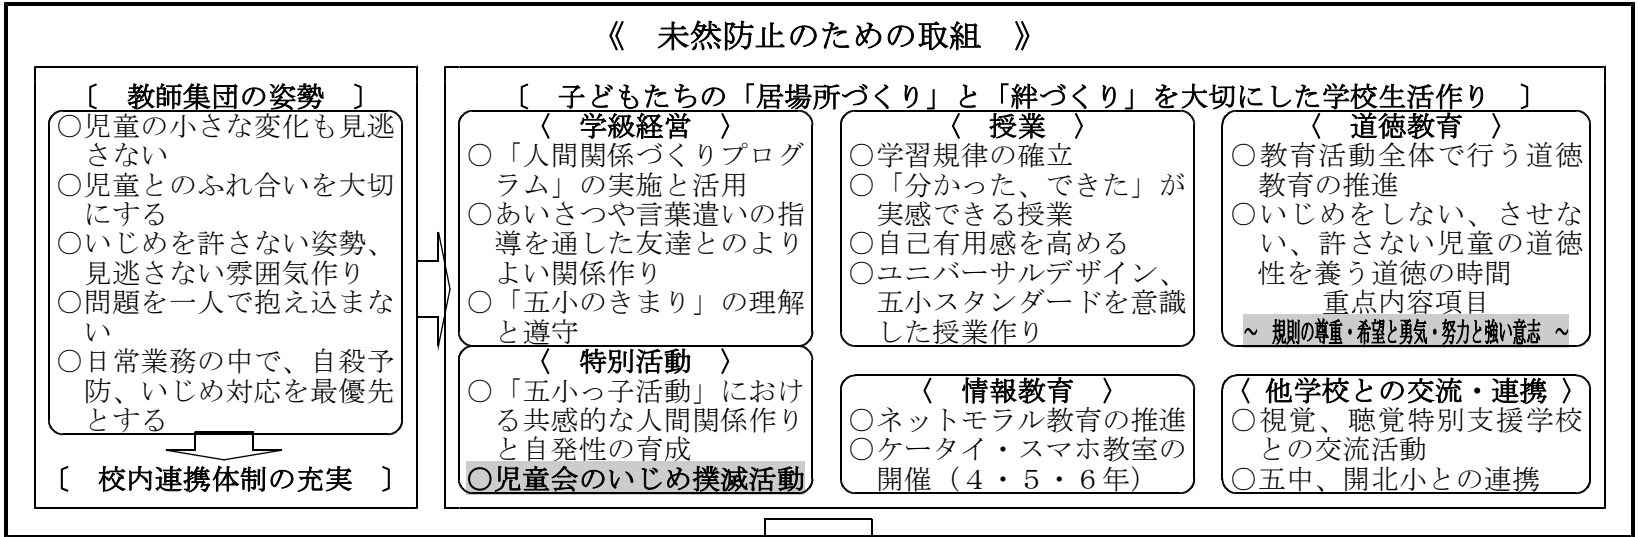 《　未然防止のための取組　》
〔　教師集団の姿勢　〕
○児童の小さな変化も見逃
さない
○児童とのふれ合いを大切
にする
○いじめを許さない姿勢、
見逃さない雰囲気作り
○問題を一人で抱え込まな
い
○日常業務の中で、自殺予
防、いじめ対応を最優先
とする
〔　校内連携体制の充実　〕
〔　子どもたちの「居場所づくり」と「絆づくり」を大切にした学校生活作り　〕
〈　学級経営　〉
○「人間関係づくりプログ
ラム」の実施と活用
○あいさつや言葉遣いの指
導を通した友達とのより
よい関係作り
○「五小のきまり」の理解
と遵守
〈　授業　〉
○学習規律の確立
○「分かった、できた」が
実感できる授業
○自己有用感を高める
○ユニバーサルデザイン、
五小スタンダードを意識
した授業作り
〈　道徳教育　〉
○教育活動全体で行う道徳
教育の推進
○いじめをしない、させな
い、許さない児童の道徳
性を養う道徳の時間
重点内容項目
～　規則の尊重・希望と勇気・努力と強い意志　～
〈　特別活動　〉
○「五小っ子活動」におけ
る共感的な人間関係作り
と自発性の育成
○児童会のいじめ撲滅活動
〈　情報教育　〉
○ネットモラル教育の推進
○ケータイ・スマホ教室の
開催（４・５・６年）
〈 他学校との交流・連携 〉
○視覚、聴覚特別支援学校
との交流活動
○五中、開北小との連携